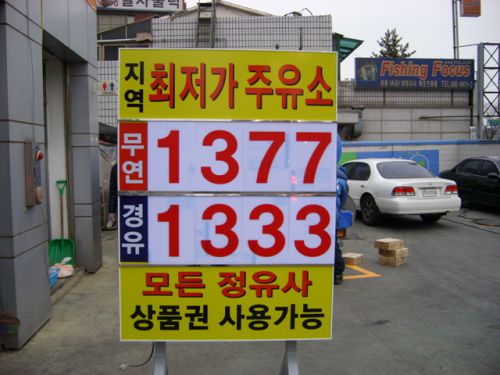 지역 최저가 주유소
무연 1377
경유 1333
모든 정유사
상품권 사용가능
Fishing Focus